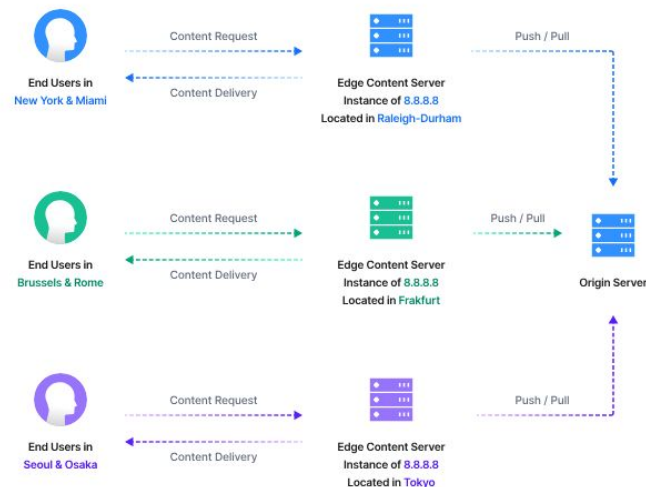 Content Request
Push / Pull
Content Delivery
End Users in
New York & Miami
Edge Content Server
Instance of 8.8.8.8
Located in Raleigh-Durham
Content Request
Push / Pull
Content Delivery
End Users in
Brussels & Rome
Edge Content Server
Instance of 8.8.8.8
Located in Frakfurt
Origin Server
Content Request
Push / Pull
Content Delivery
End Users in
Seoul & Osaka
Edge Content Server
Instance of 8.8.8.8
Located in Tokyo